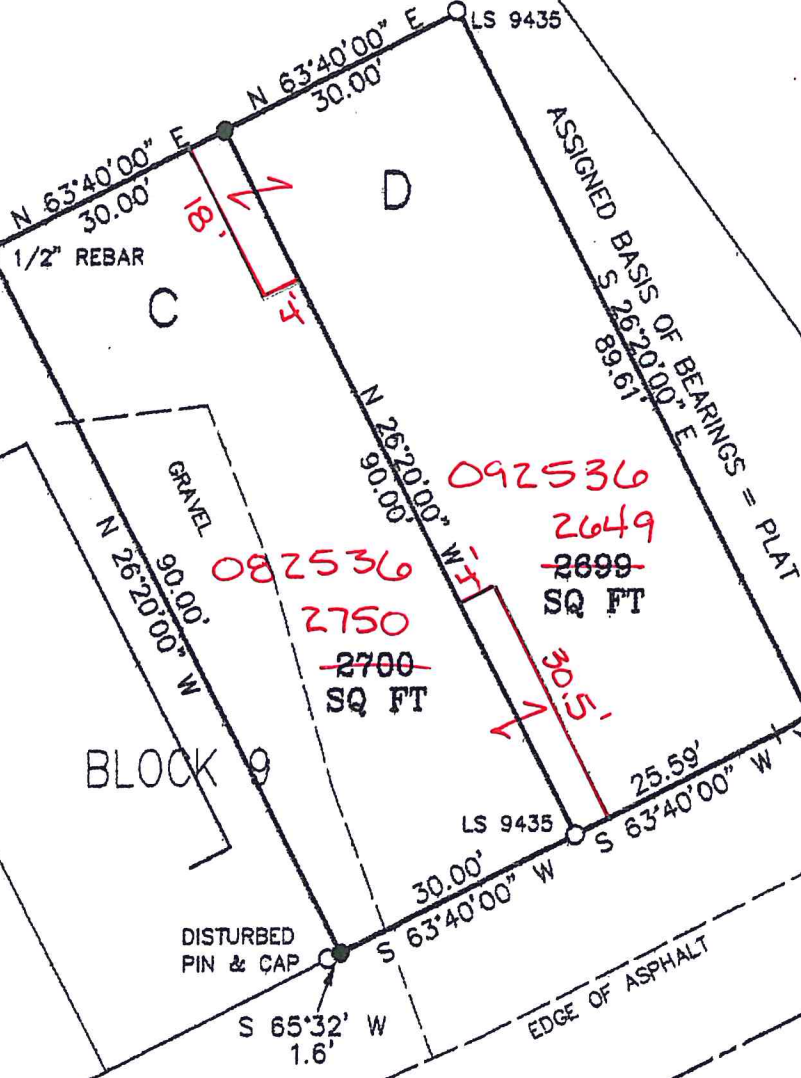 LS 9435
N 63°40'00" E
30.00'
N 63°40'00" E
30.00'
1/2" REBAR
C
D
18'
4'
ASSIGNED BASIS OF BEARINGS = PLAT
S 26°20'00" E
89.61'
N 26°20'00" W
90.00'
GRAVEL
N 26°20'00" W
90.00'
092536
2649
2699
SQ FT
082536
2750
2700
SQ FT
30.5'
BLOCK 9
LS 9435
25.59'
S 63°40'00" W
30.00'
S 63°40'00" W
DISTURBED
PIN & CAP
S 65°32' W
1.6'
EDGE OF ASPHALT